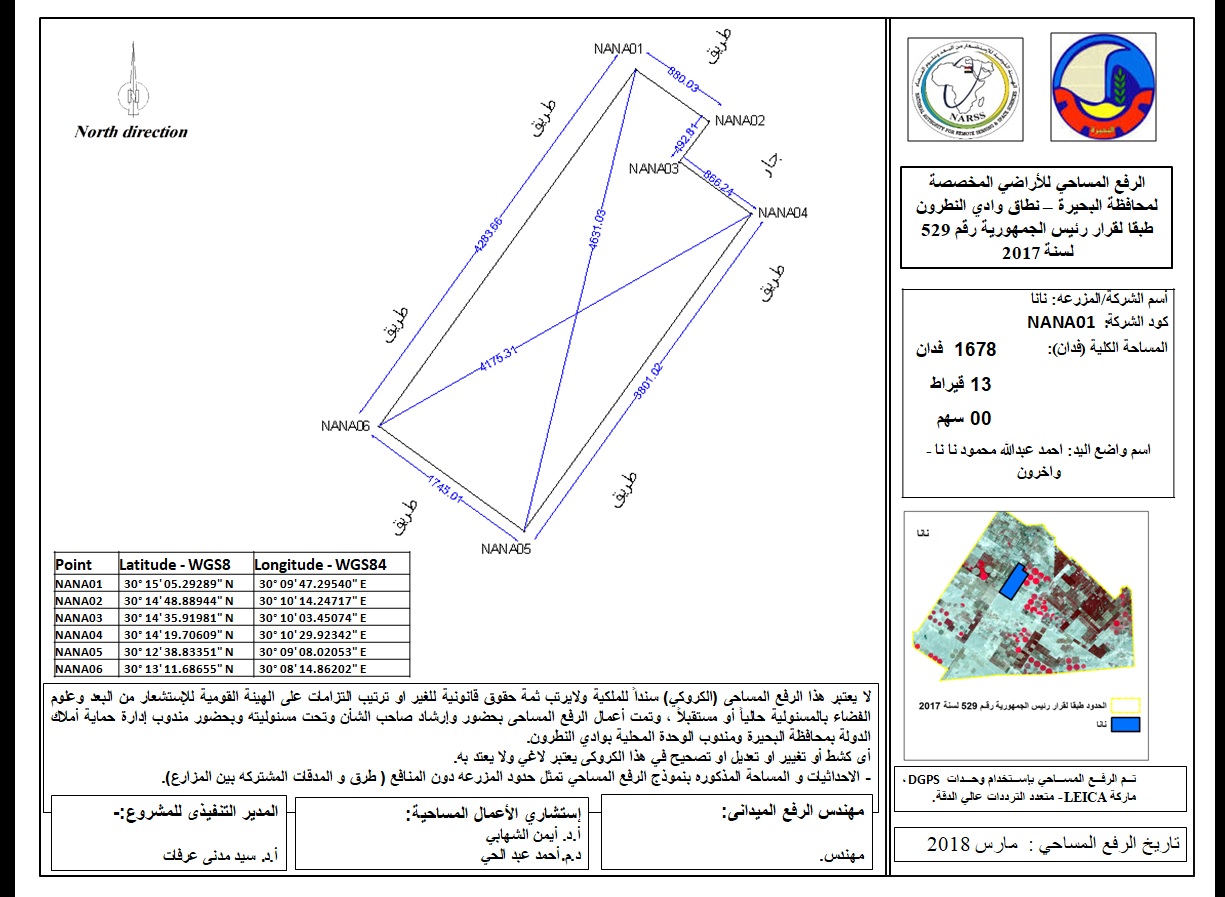 North direction
NANA01
880.03
طريق
NANA02
492.81
NANA03
جار
866.24
NANA04
طريق
4283.66
4631.03
طريق
طريق
4175.31
3801.02
NANA06
1745.01
طريق
طريق
NANA05
Point Latitude - WGS8 Longitude - WGS84
NANA01 30° 15' 05.29289" N 30° 09' 47.29540" E
NANA02 30° 14' 48.88944" N 30° 10' 14.24717" E
NANA03 30° 14' 35.91981" N 30° 10' 03.45074" E
NANA04 30° 14' 19.70609" N 30° 10' 29.92342" E
NANA05 30° 12' 38.83351" N 30° 09' 08.02053" E
NANA06 30° 13' 11.68655" N 30° 08' 14.86202" E
لا يعتبر هذا الرفع المساحى (الكروكي) سنداً للملكية ولايرتب ثمة حقوق قانونية للغير او ترتيب التزامات على الهيئة القومية للإستشعار من البعد وعلوم
الفضاء بالمسئولية حالياً أو مستقبلاً ، وتمت أعمال الرفع المساحى بحضور وإرشاد صاحب الشأن وتحت مسئوليته وبحضور مندوب إدارة حماية أملاك
الدولة بمحافظة البحيرة ومندوب الوحدة المحلية بوادي النطرون.
أى كشط أو تغيير او تعديل او تصحيح في هذا الكروكى يعتبر لاغي ولا يعتد به.
- الاحداثيات و المساحة المذكوره بنموذج الرفع المساحي تمثل حدود المزرعه دون المنافع ( طرق و المدقات المشتركه بين المزارع).
مهندس الرفع الميدانى:
مهندس.
إستشاري الأعمال المساحية:
أ.د. أيمن الشهابي
د.م.أحمد عبد الحي
المدير التنفيذى للمشروع:-
أ.د. سيد مدنى عرفات
NARSS
NATIONAL AUTHORITY FOR REMOTE SENSING & SPACE SCIENCES
البحيرة
الرفع المساحي للأراضي المخصصة
لمحافظة البحيرة – نطاق وادي النطرون
طبقا لقرار رئيس الجمهورية رقم 529
لسنة 2017
أسم الشركة/المزرعه: نانا
كود الشركة: NANA01
المساحة الكلية (فدان): 1678 فدان
13 قيراط
00 سهم
اسم واضع اليد: احمد عبدالله محمود نا نا -
واخرون
نانا
الحدود طبقا لقرار رئيس الجمهورية رقم 529 لسنة 2017
نانا
تــم الرفــع المســـاحي بإســتخدام وحــدات DGPS ،
ماركة LEICA- متعدد الترددات عالي الدقة.
تاريخ الرفع المساحي : مارس 2018